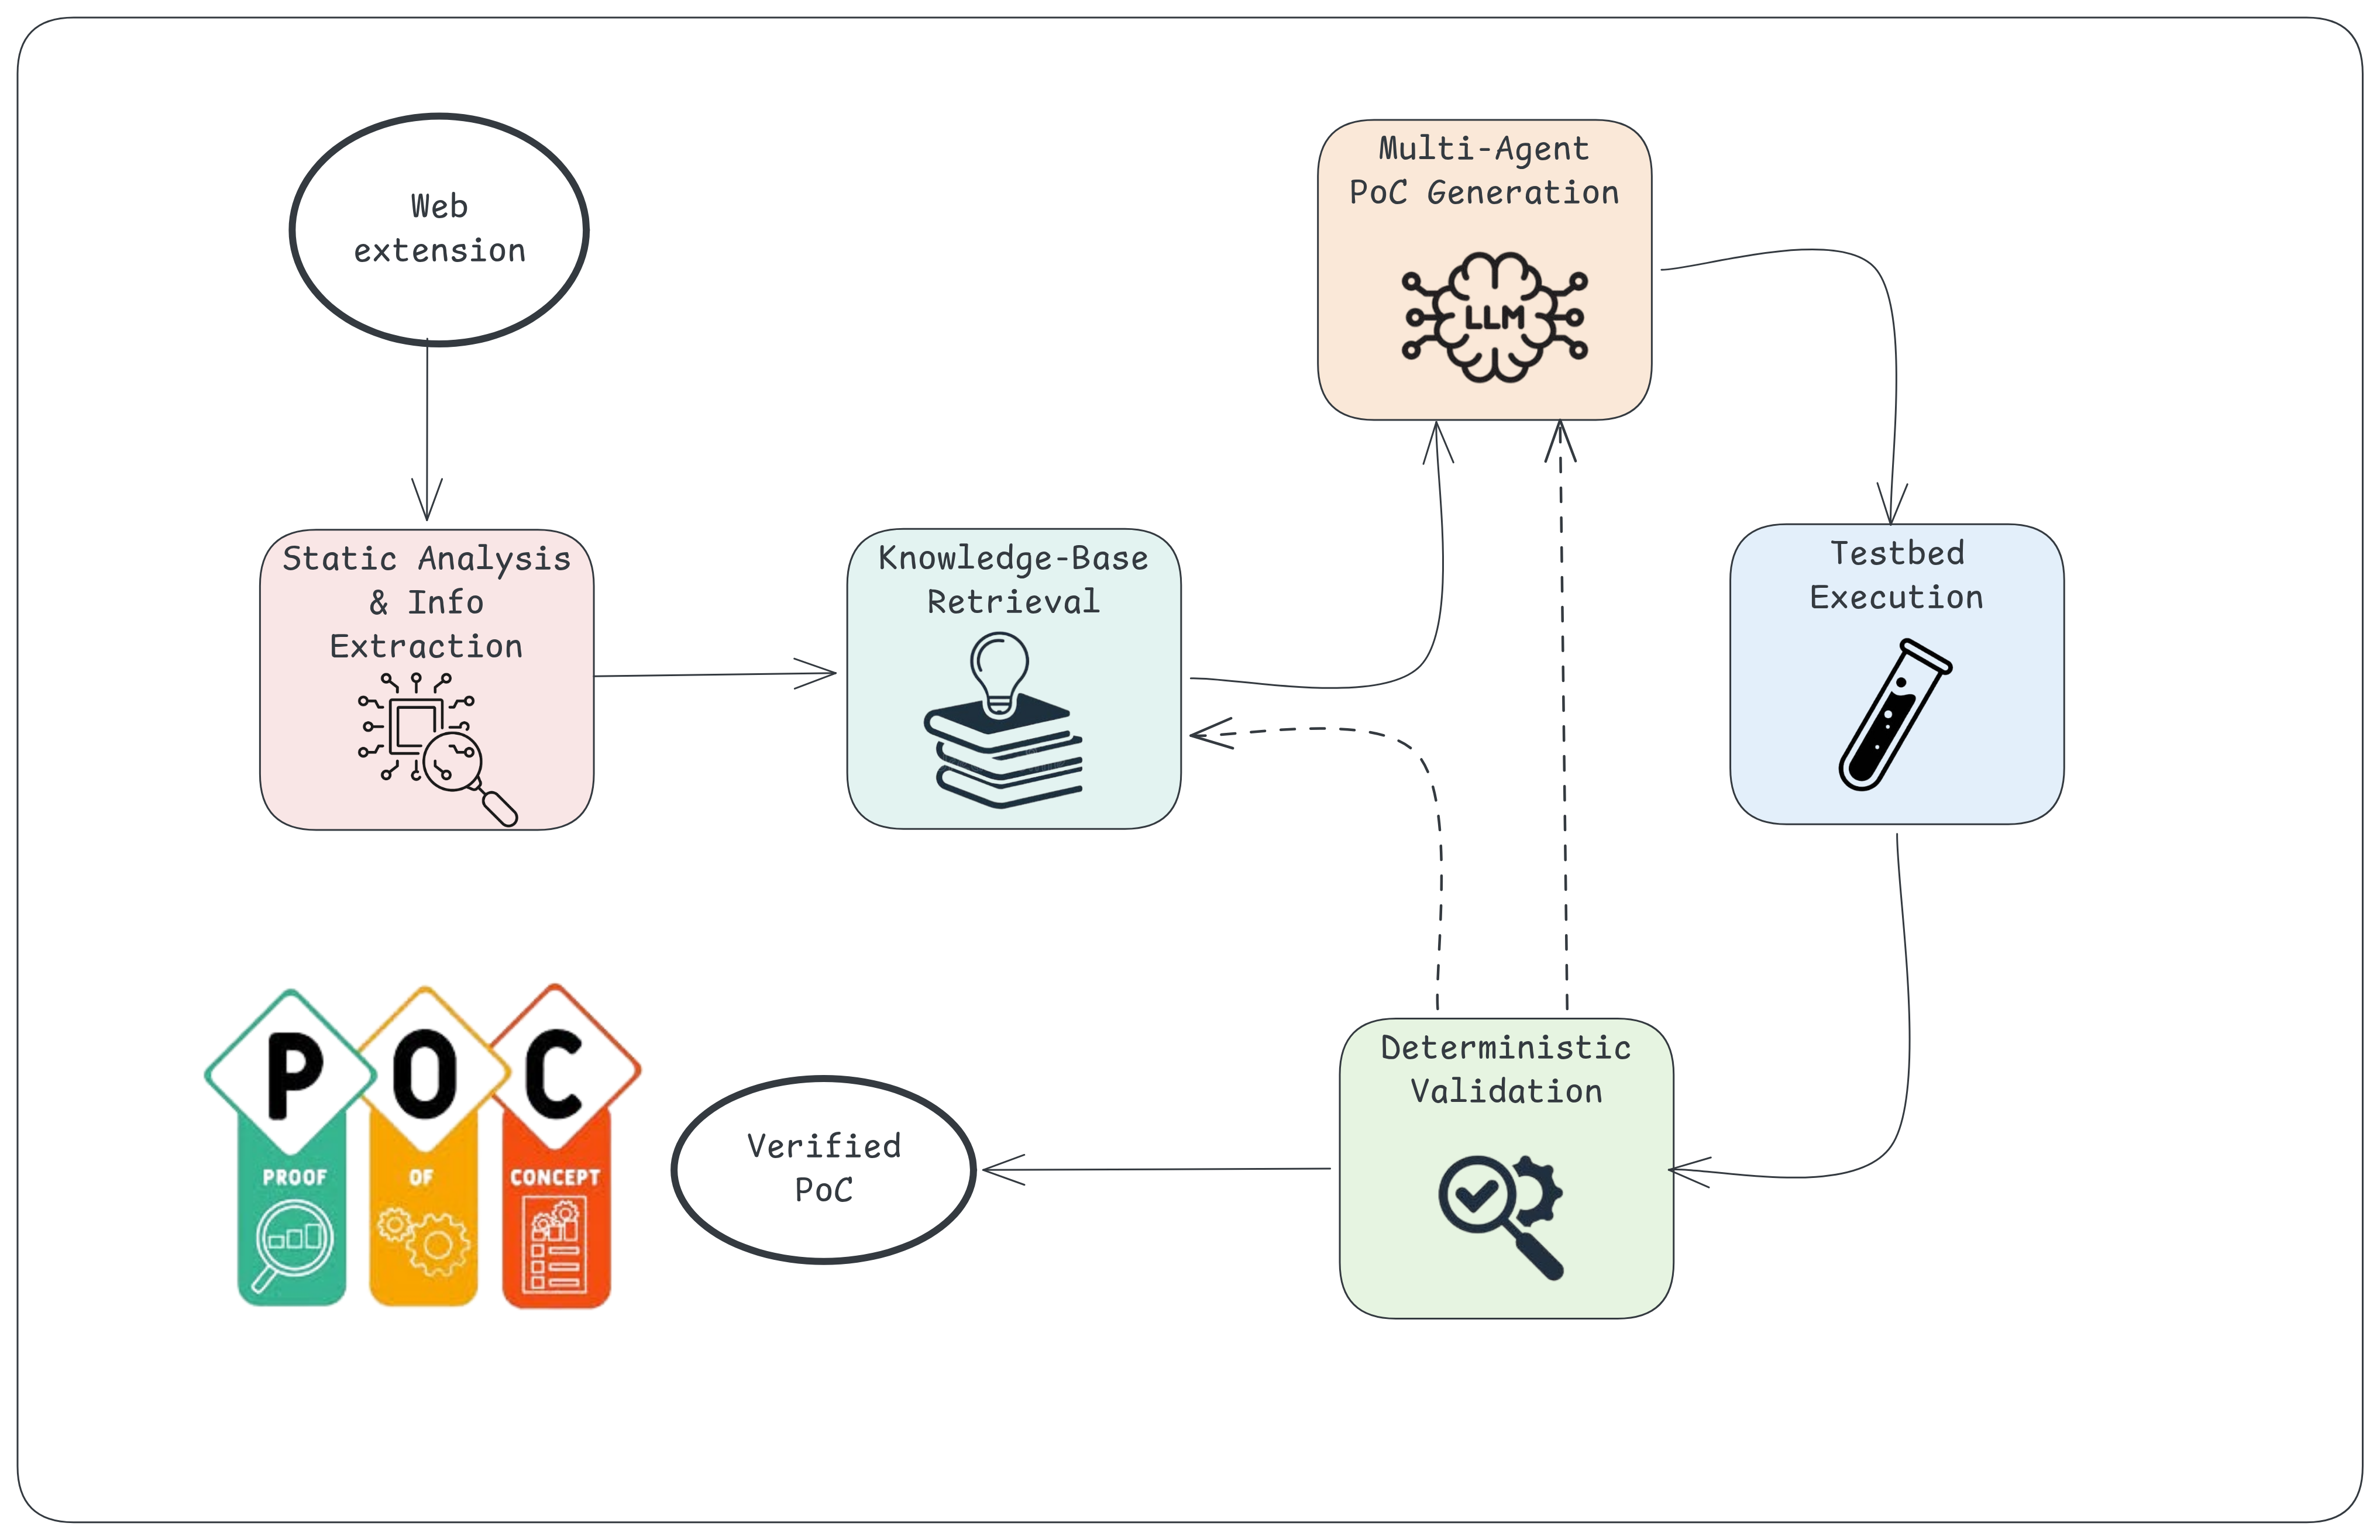 Web
extension
Multi-Agent
PoC Generation
LLM
Static Analysis
& Info
Extraction
Knowledge-Base
Retrieval
Testbed
Execution
Deterministic
Validation
Verified
PoC
P O C
PROOF OF CONCEPT